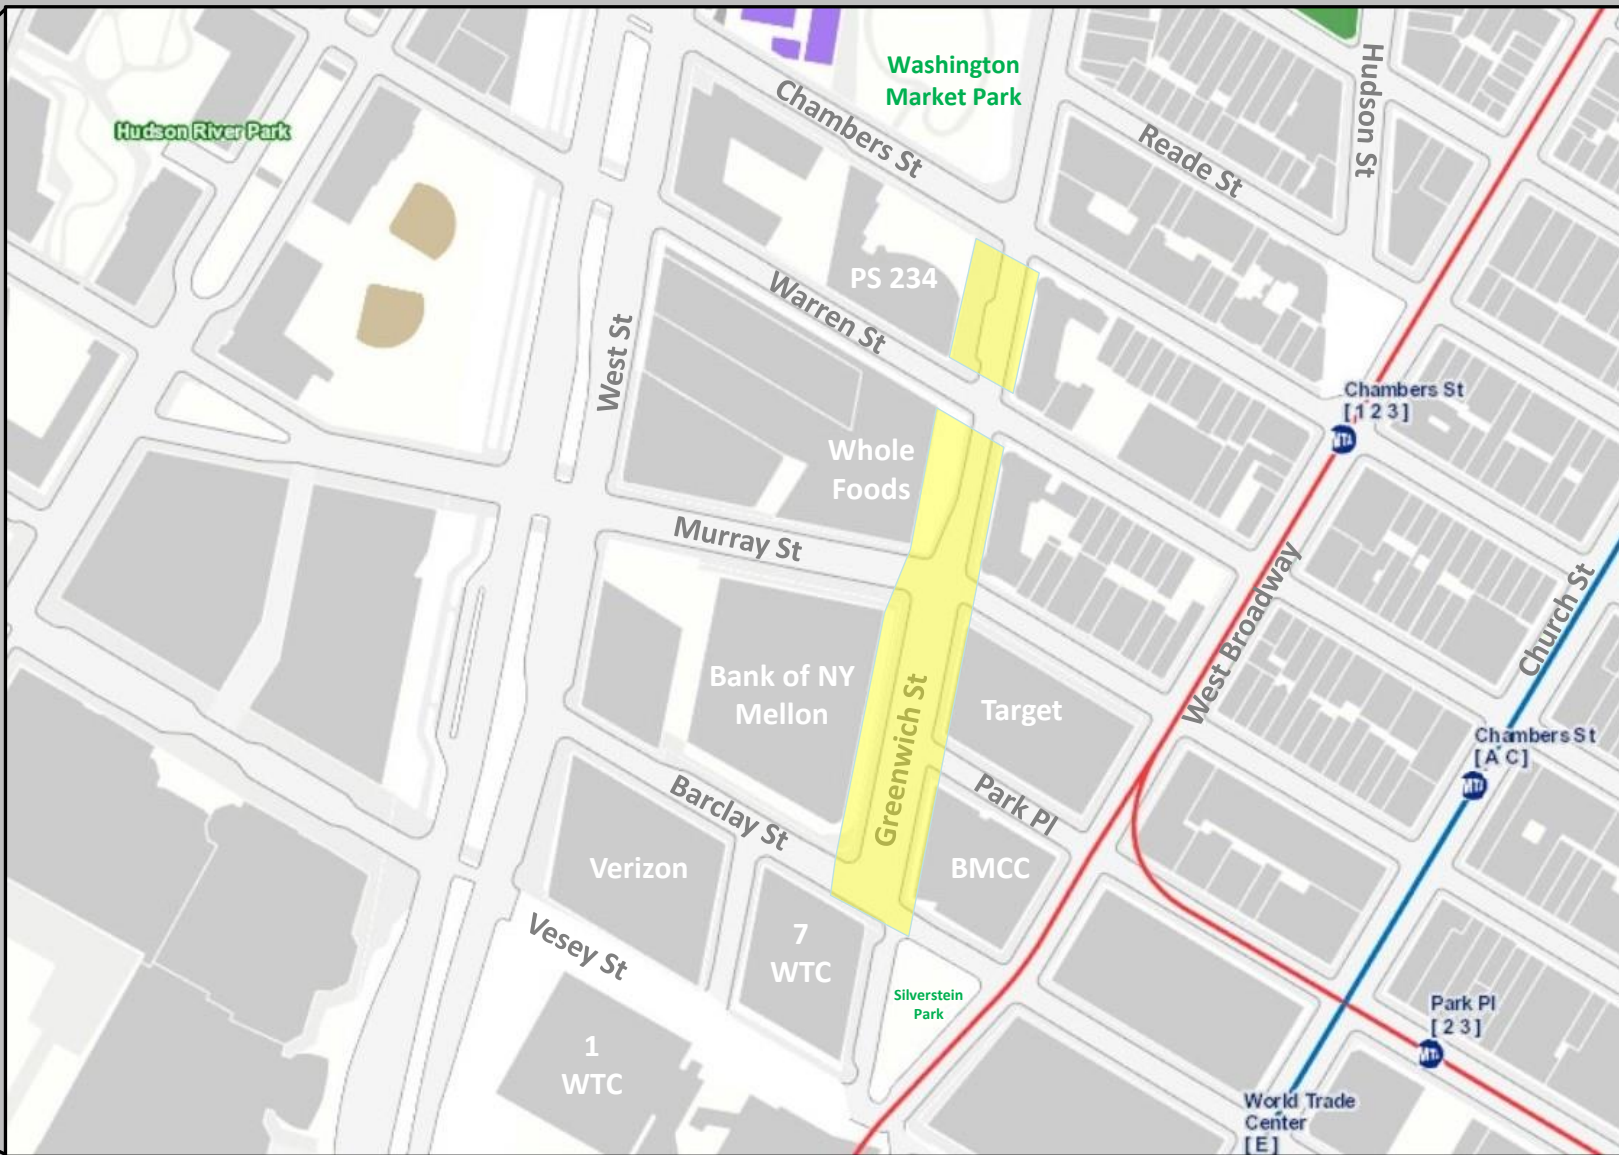 Washington
Market Park
Hudson St
Chambers St
Hudson River Park
Reade St
PS 234
Warren St
West St
Chambers St
[1 2 3]
MTA
Whole
Foods
Murray St
Church St
West Broadway
Bank of NY
Mellon
Greenwich St
Target
Chambers St
[A C]
MTA
Barclay St
Park Pl
Verizon
BMCC
7
WTC
Vesey St
Silverstein
Park
Park Pl
[2 3]
MTA
1
WTC
World Trade
Center
[E]